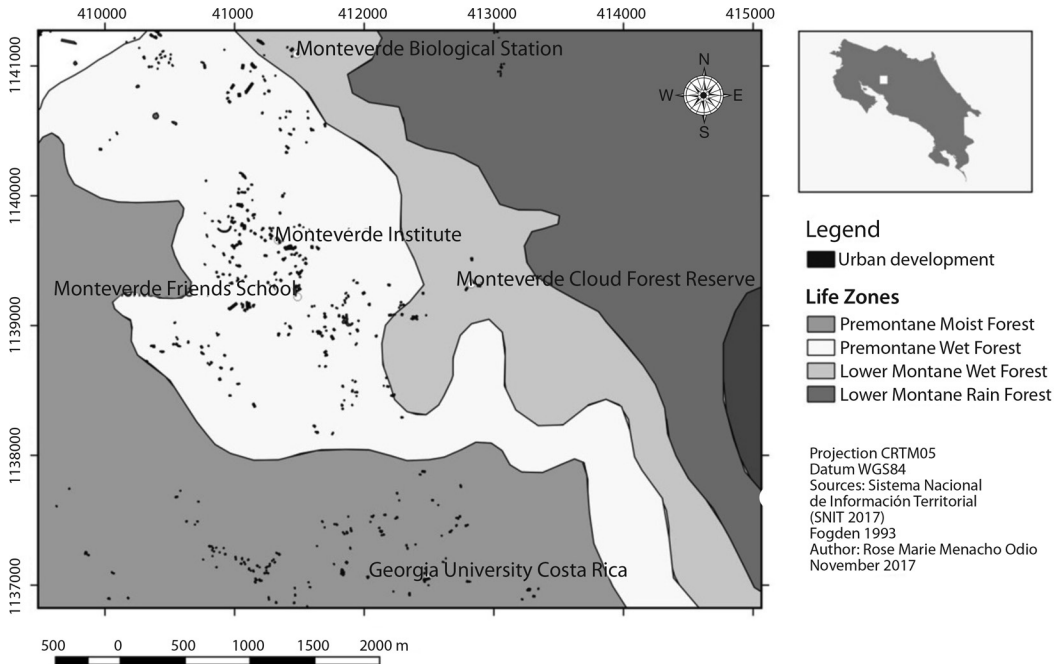 410000 411000 412000 413000 414000 415000
1141000
1140000
1139000
1138000
1137000
Monteverde Biological Station
N
W E
S
Monteverde Institute
Monteverde Cloud Forest Reserve
Monteverde Friends School
Georgia University Costa Rica
500 0 500 1000 1500 2000 m
Legend
Urban development
Life Zones
Premontane Moist Forest
Premontane Wet Forest
Lower Montane Wet Forest
Lower Montane Rain Forest
Projection CRTM05
Datum WGS84
Sources: Sistema Nacional
de Información Territorial
(SNIT 2017)
Fogden 1993
Author: Rose Marie Menacho Odio
November 2017